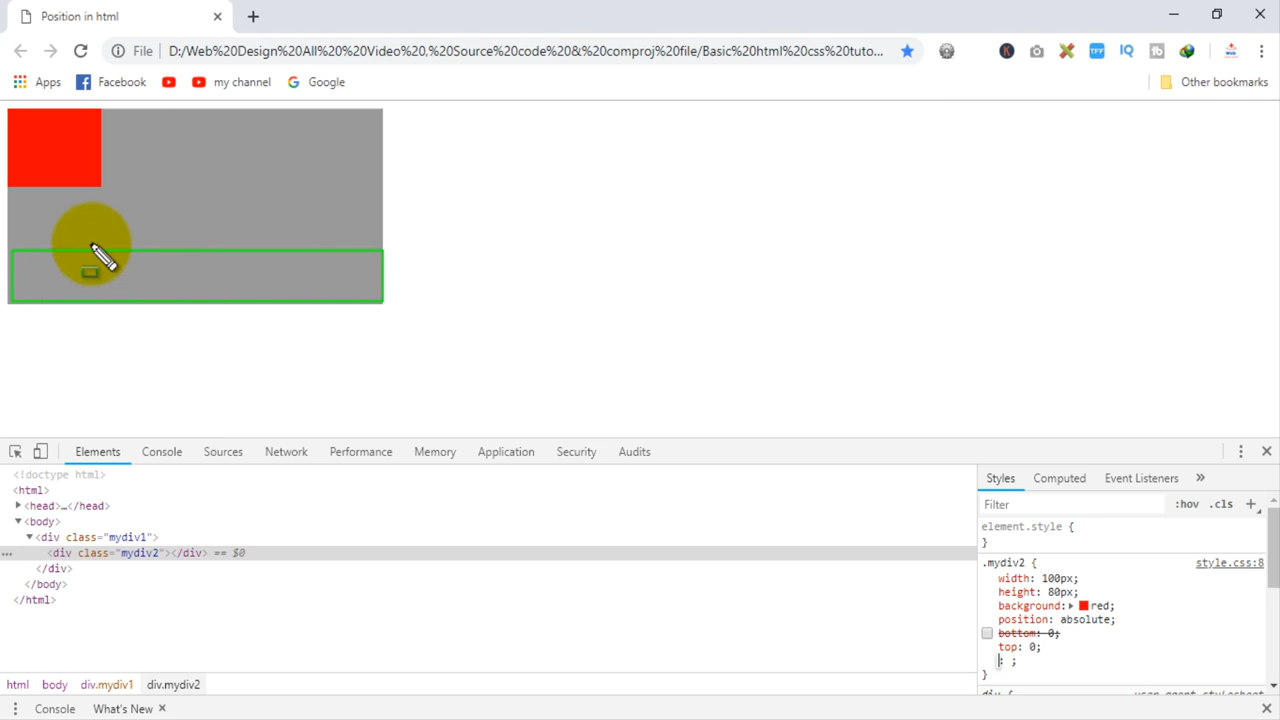 Position in html
File D:/Web%20Design%20All%20%20Video%20,%20Source%20code%20&%20comproj%20file/Basic%20html%20css%20tuto...
K TFF IQ tb
Apps Facebook my channel Google Other bookmarks
Elements Console Sources Network Performance Memory Application Security Audits
<!doctype html>
<html>
<head>…</head>
<body>
<div class="mydiv1">
<div class="mydiv2"></div> == $0
</div>
</body>
</html>
Styles Computed Event Listeners »
Filter :hov .cls +
element.style {
}
.mydiv2 { style.css:8
width: 100px;
height: 80px;
background: red;
position: absolute;
bottom: 0;
top: 0;
: ;
}
div { user agent stylesheet
html body div.mydiv1 div.mydiv2
Console What's New